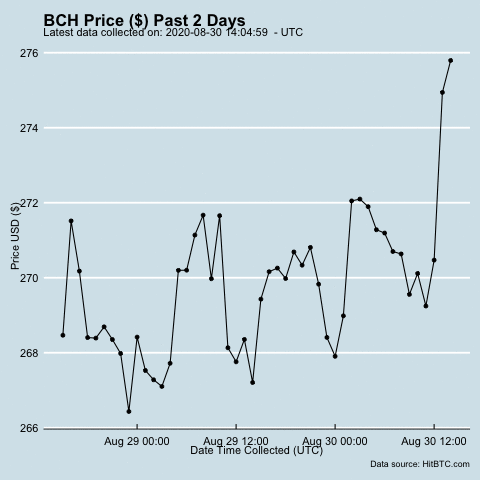 BCH Price ($) Past 2 Days
Latest data collected on: 2020-08-30 14:04:59  - UTC
276
274
272
270
268
266
Price USD ($)
Aug 29 00:00
Aug 29 12:00
Aug 30 00:00
Aug 30 12:00
Date Time Collected (UTC)
Data source: HitBTC.com